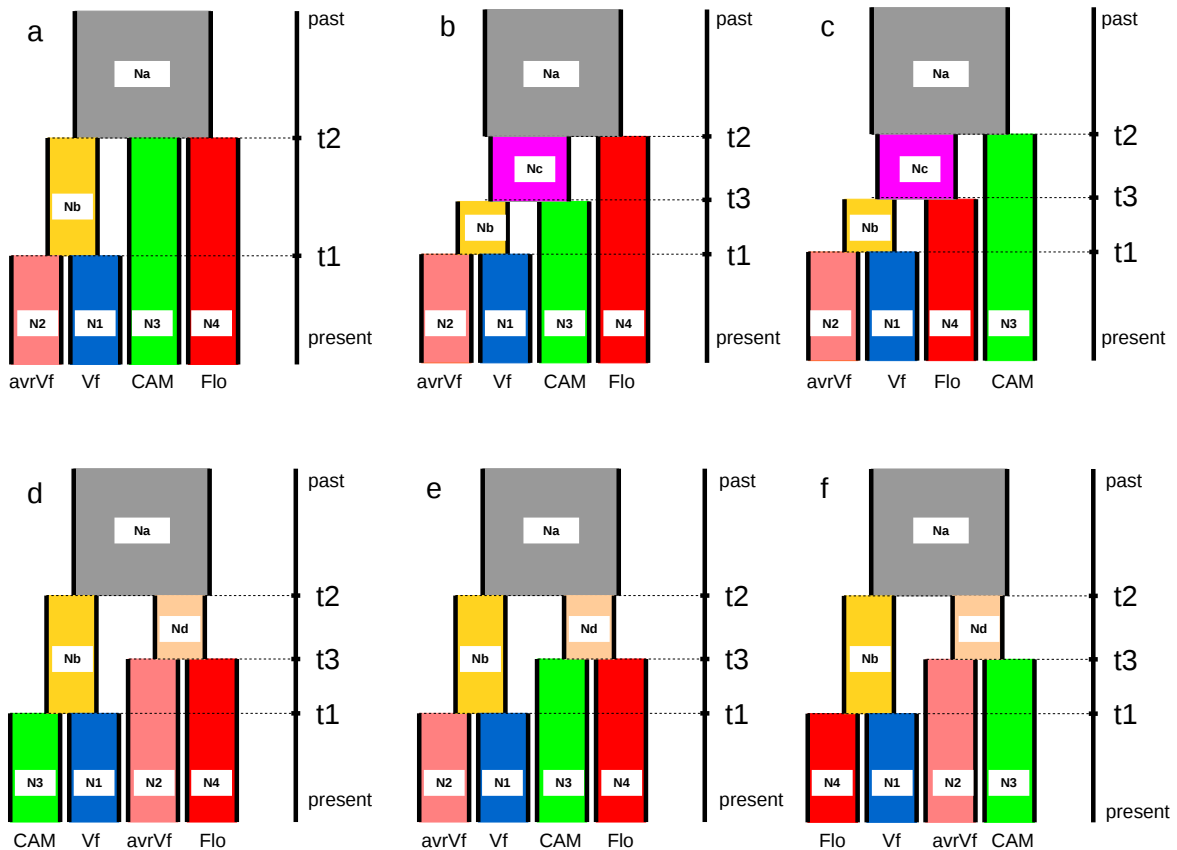 a
past
Na
t2
Nb
t1
N2 N1 N3 N4
present
avrVf Vf CAM Flo
b
past
Na
t2
Nc
t3
Nb
t1
N2 N1 N3 N4
present
avrVf Vf CAM Flo
c
past
Na
t2
Nc
t3
Nb
t1
N2 N1 N4 N3
present
avrVf Vf Flo CAM
d
past
Na
t2
Nd
Nb
t3
t1
N3 N1 N2 N4
present
CAM Vf avrVf Flo
e
past
Na
t2
Nd
Nb
t3
t1
N2 N1 N3 N4
present
avrVf Vf CAM Flo
f
past
Na
t2
Nd
Nb
t3
t1
N4 N1 N2 N3
present
Flo Vf avrVf CAM